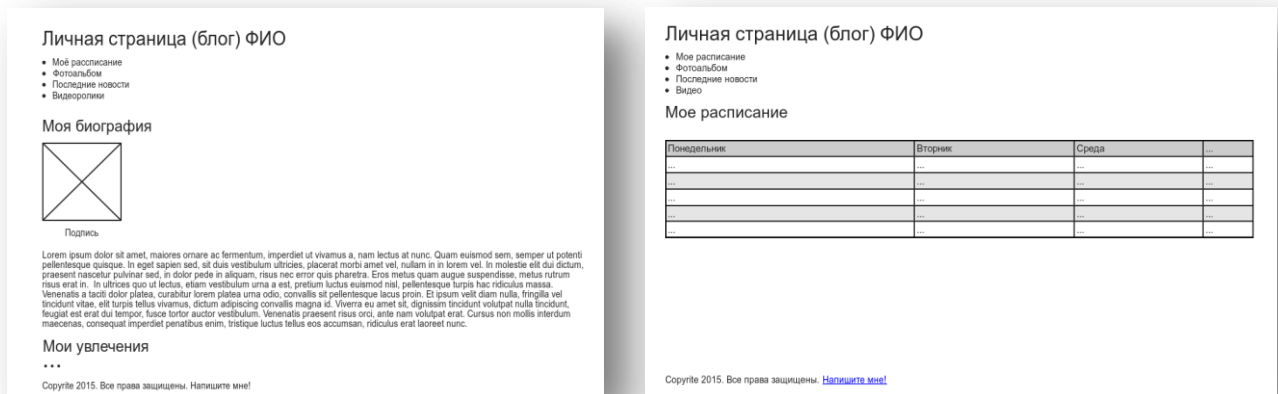 Личная страница (блог) ФИО
Моё рассписание
Фотоальбом
Последние новости
Видеоролики
Моя биография
Подпись
Lorem ipsum dolor sit amet, maiores ornare ac fermentum, imperdiet ut vivamus a, nam lectus at nunc. Quam euismod sem, semper ut potenti
pellentesque quisque. In eget sapien sed, sit duis vestibulum ultricies, placerat morbi amet vel, nullam in in lorem vel. In molestie elit dui dictum,
praesent nascetur pulvinar sed, in dolor pede in aliquam, risus nec error quis pharetra. Eros metus quam augue suspendisse, metus rutrum
risus erat in. In ultrices quo ut lectus, etiam vestibulum urna a est, pretium luctus euismod nisl, pellentesque turpis hac ridiculus massa.
Venenatis a taciti dolor platea, curabitur lorem platea urna odio, convallis sit pellentesque lacus proin. Et ipsum velit diam nulla, fringilla vel
tincidunt vitae, elit turpis tellus vivamus, dictum adipiscing convallis magna id. Viverra eu amet sit, dignissim tincidunt volutpat nulla tincidunt,
feugiat est erat dui tempor, fusce tortor auctor vestibulum. Venenatis praesent risus orci, ante nam volutpat erat. Cursus non mollis interdum
maecenas, consequat imperdiet penatibus enim, tristique luctus tellus eos accumsan, ridiculus erat laoreet nunc.
Мои увлечения
...
Copyrite 2015. Все права защищены. Напишите мне!
Личная страница (блог) ФИО
Мое расписание
Фотоальбом
Последние новости
Видео
Мое расписание
Понедельник Вторник Среда ...
... ... ... ...
... ... ... ...
... ... ... ...
... ... ... ...
... ... ... ...
Copyrite 2015. Все права защищены. Напишите мне!